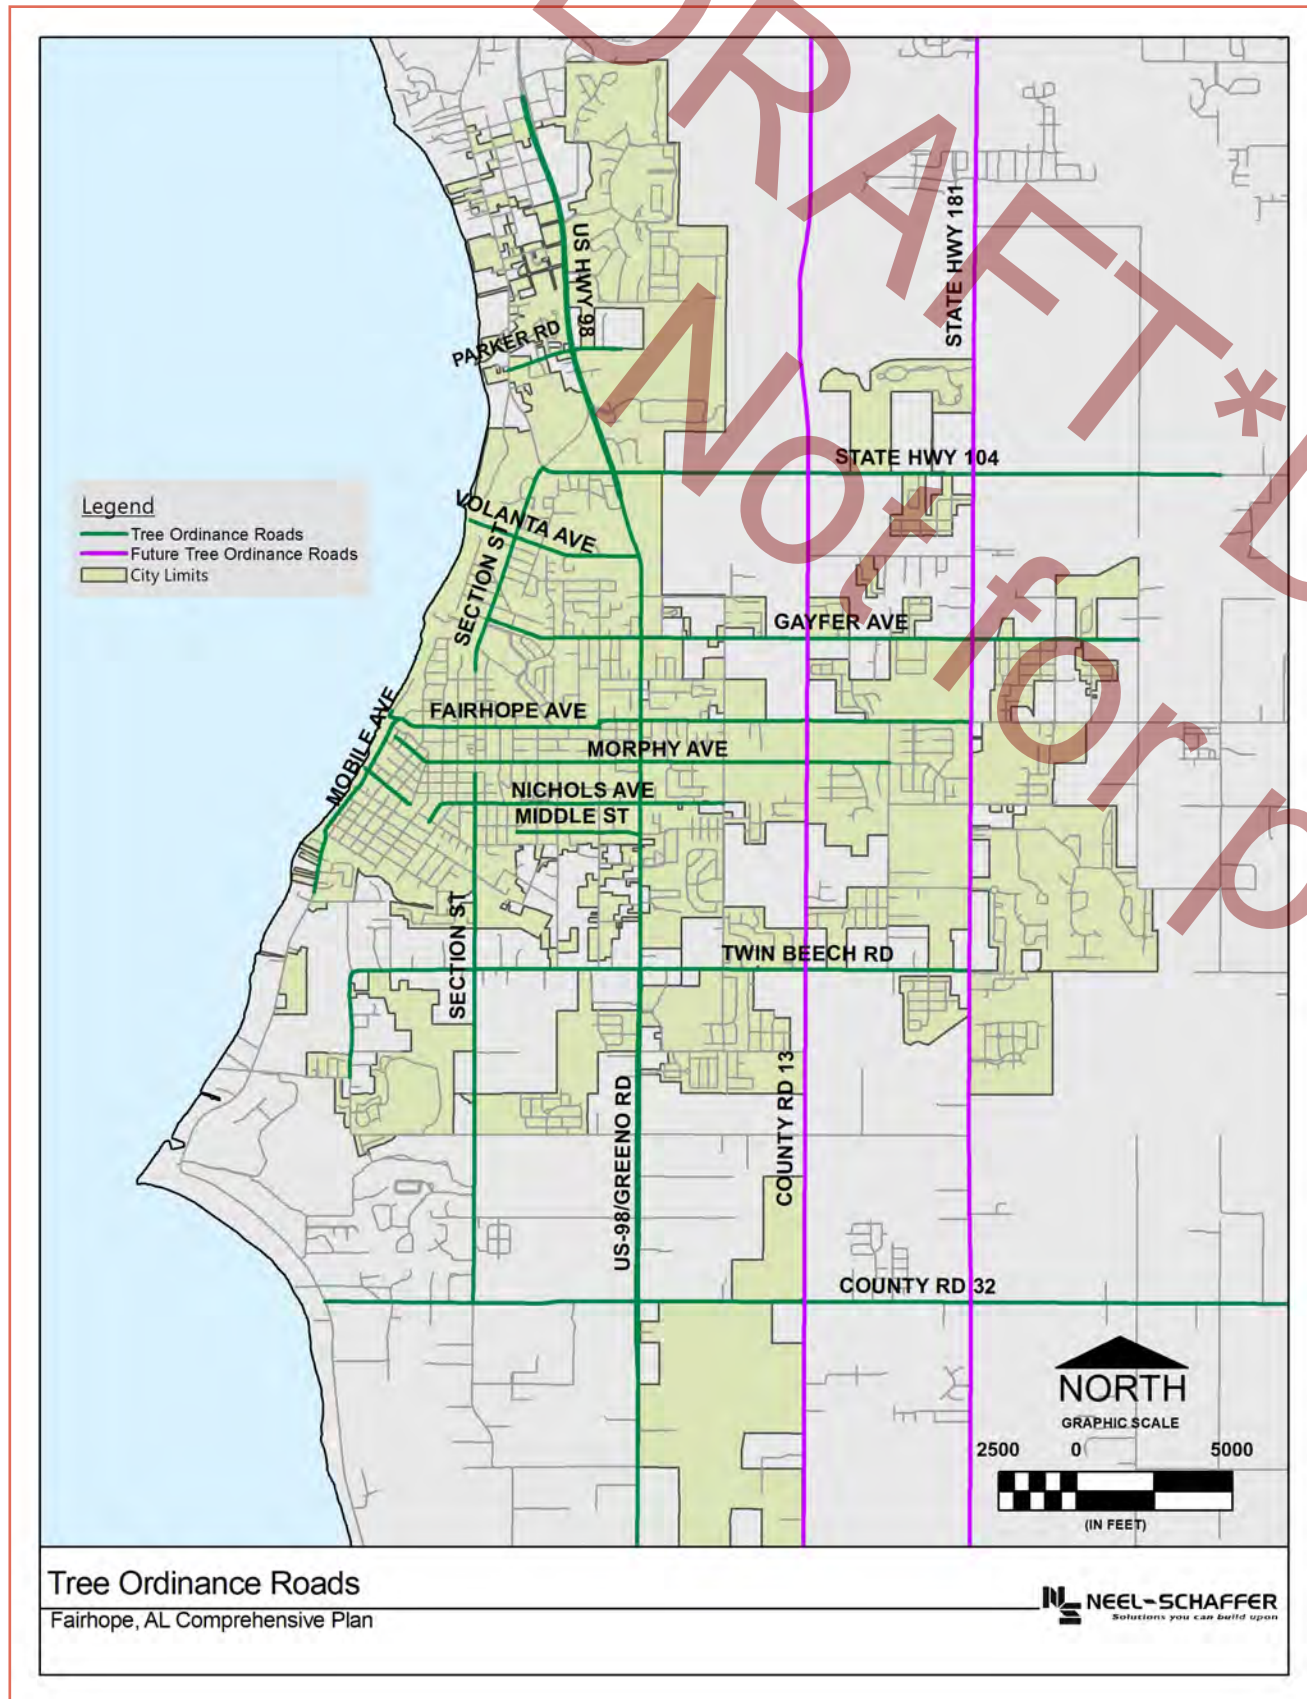 DRAFT*
Not for p
US HWY 98
STATE HWY 181
PARKER RD
STATE HWY 104
Legend
Tree Ordinance Roads
Future Tree Ordinance Roads
City Limits
VOLANTA AVE
SECTION ST
GAYFER AVE
FAIRHOPE AVE
MOBILE AVE
MORPHY AVE
NICHOLS AVE
MIDDLE ST
SECTION ST
TWIN BEECH RD
COUNTY RD 13
US-98/GREENO RD
COUNTY RD 32
NORTH
GRAPHIC SCALE
2500 0 5000
(IN FEET)
Tree Ordinance Roads
Fairhope, AL Comprehensive Plan
NEEL-SCHAFFER
Solutions you can build upon